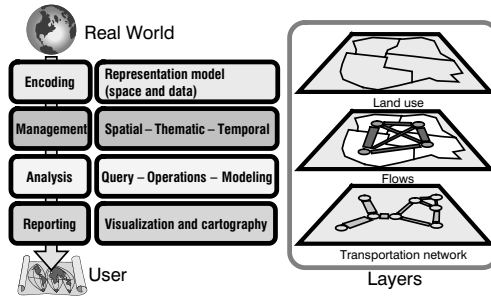 Real World
Encoding
Representation model
(space and data)
Management
Spatial – Thematic – Temporal
Analysis
Query – Operations – Modeling
Reporting
Visualization and cartography
User
Land use
Flows
Transportation network
Layers